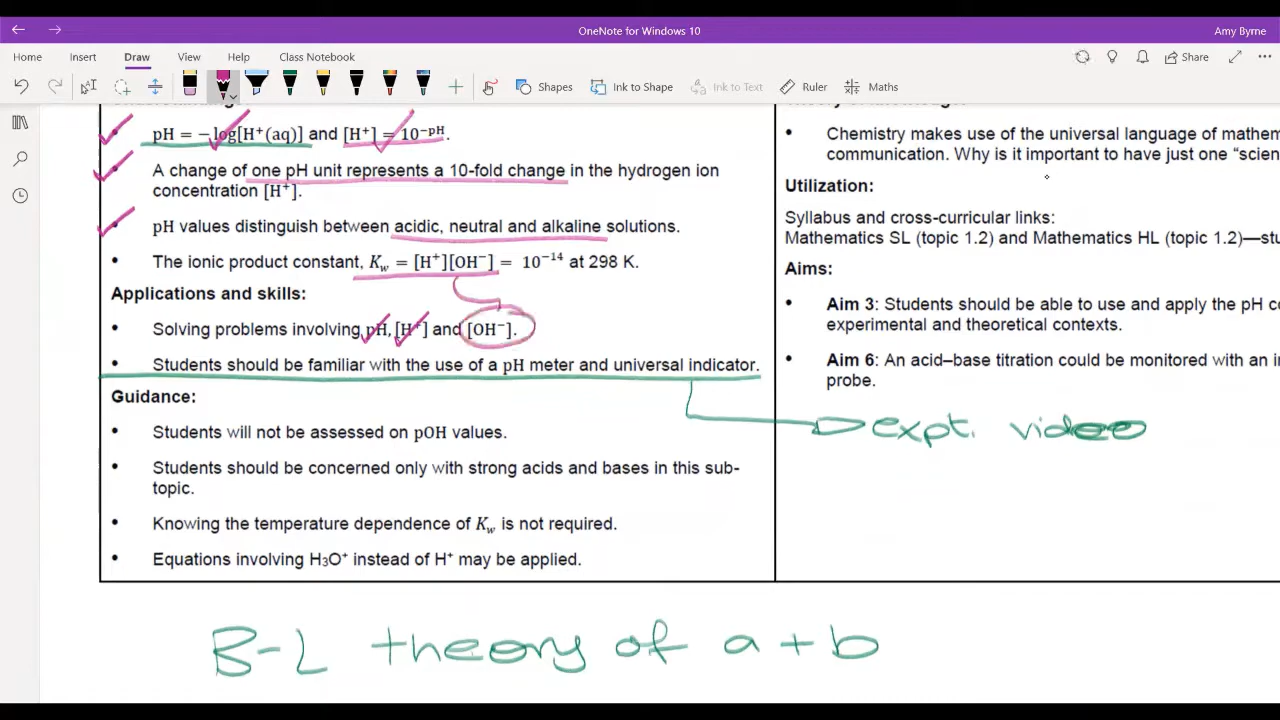 OneNote for Windows 10
Amy Byrne
Home Insert Draw View Help Class Notebook
Share
Shapes Ink to Shape Ink to Text Ruler Maths
• pH = −log[H⁺(aq)] and [H⁺] = 10⁻ᵖᴴ.
• A change of one pH unit represents a 10-fold change in the hydrogen ion
concentration [H⁺].
• pH values distinguish between acidic, neutral and alkaline solutions.
• The ionic product constant, Kw = [H⁺][OH⁻] = 10⁻¹⁴ at 298 K.
Applications and skills:
• Solving problems involving pH, [H⁺] and [OH⁻].
• Students should be familiar with the use of a pH meter and universal indicator.
Guidance:
• Students will not be assessed on pOH values.
• Students should be concerned only with strong acids and bases in this sub-
topic.
• Knowing the temperature dependence of Kw is not required.
• Equations involving H₃O⁺ instead of H⁺ may be applied.
• Chemistry makes use of the universal language of
communication. Why is it important to have just one
Utilization:
Syllabus and cross-curricular links:
Mathematics SL (topic 1.2) and Mathematics HL (topic 1.2)—
Aims:
• Aim 3: Students should be able to use and apply the pH
experimental and theoretical contexts.
• Aim 6: An acid–base titration could be monitored with an
probe.
expt. video
B-L theory of a + b